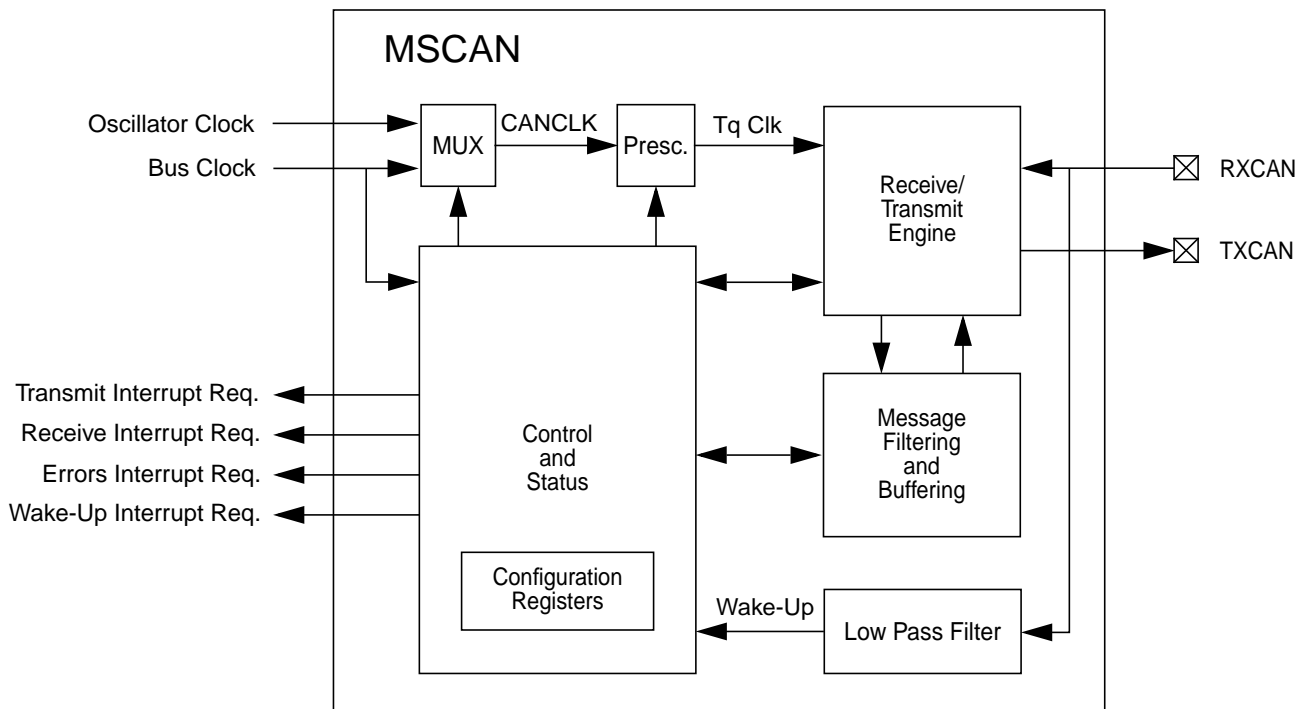 MSCAN
Oscillator Clock
Bus Clock
MUX
CANCLK
Presc.
Tq Clk
Receive/
Transmit
Engine
RXCAN
TXCAN
Transmit Interrupt Req.
Receive Interrupt Req.
Errors Interrupt Req.
Wake-Up Interrupt Req.
Control
and
Status
Message
Filtering
and
Buffering
Configuration
Registers
Wake-Up
Low Pass Filter